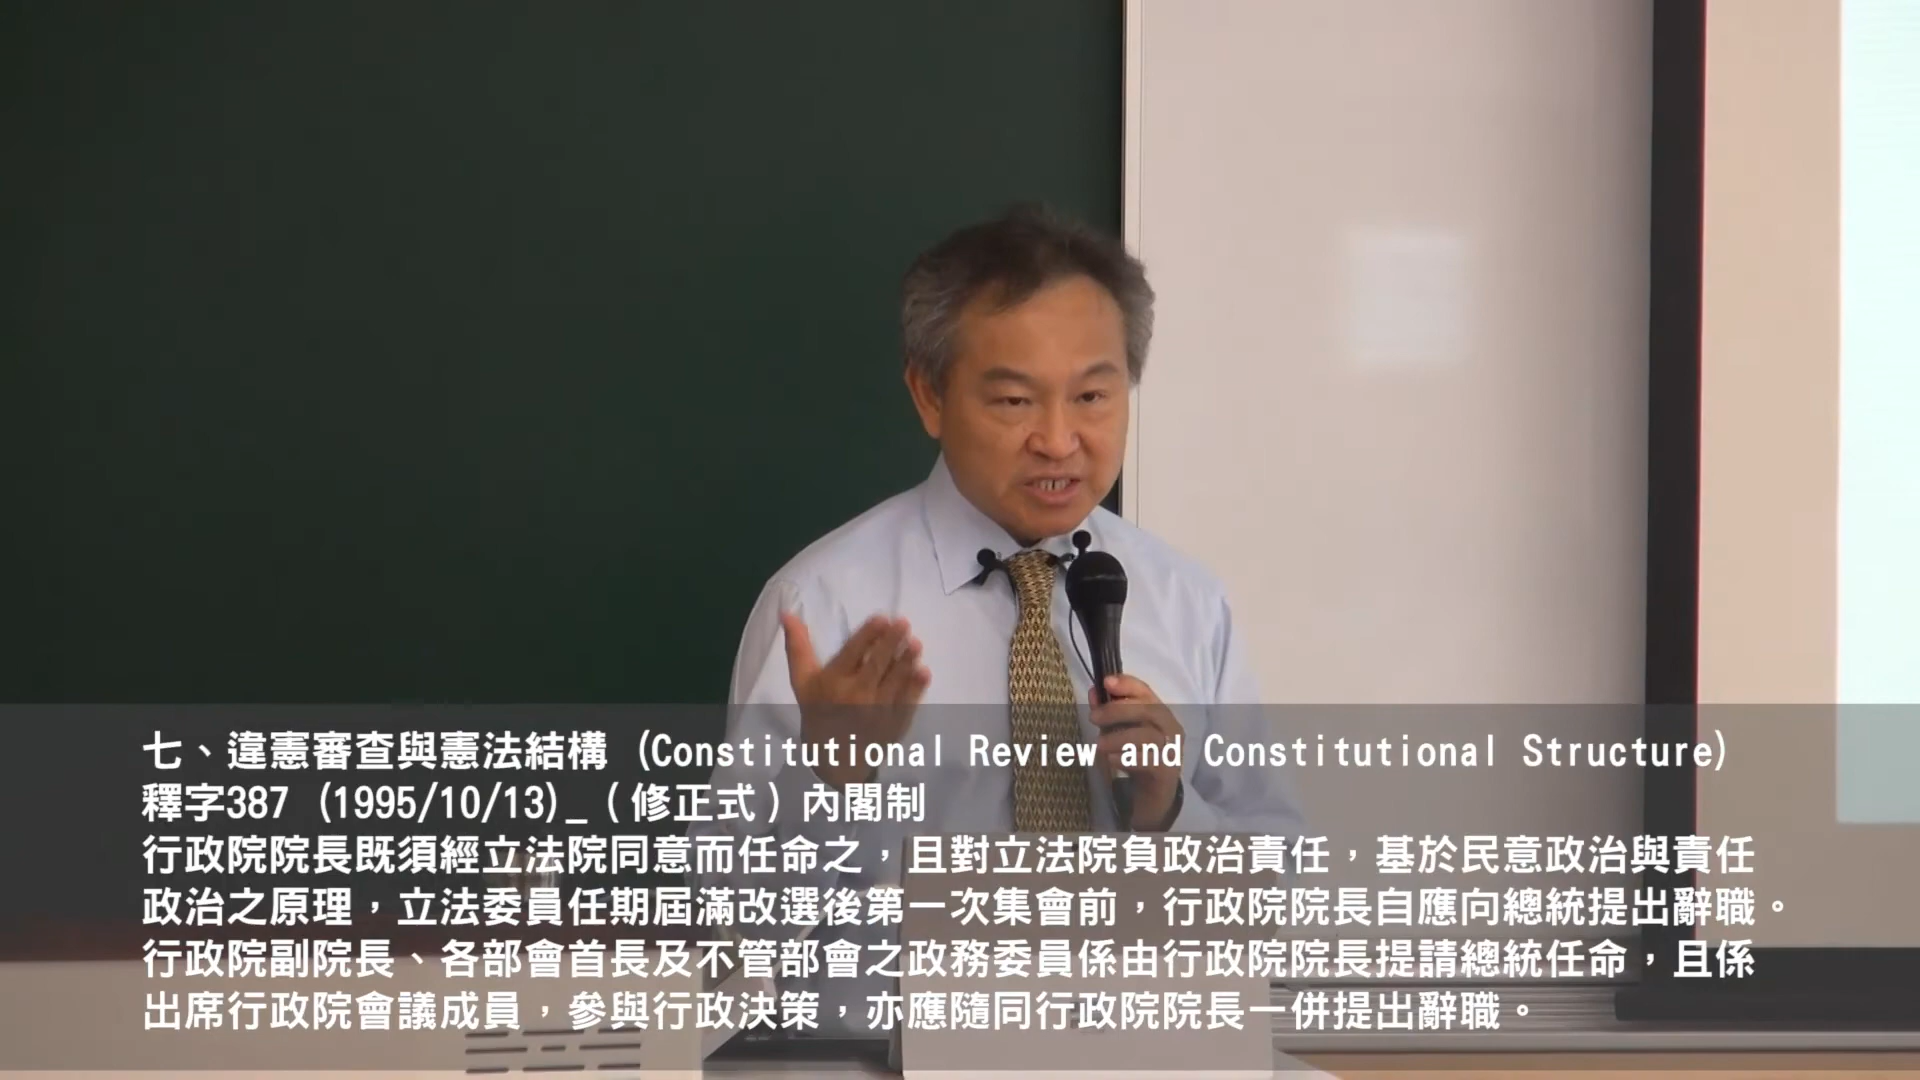 七、違憲審查與憲法結構 (Constitutional Review and Constitutional Structure)
釋字387 (1995/10/13)_（修正式）內閣制
行政院院長既須經立法院同意而任命之，且對立法院負政治責任，基於民意政治與責任
政治之原理，立法委員任期屆滿改選後第一次集會前，行政院院長自應向總統提出辭職。
行政院副院長、各部會首長及不管部會之政務委員係由行政院院長提請總統任命，且係
出席行政院會議成員，參與行政決策，亦應隨同行政院院長一併提出辭職。